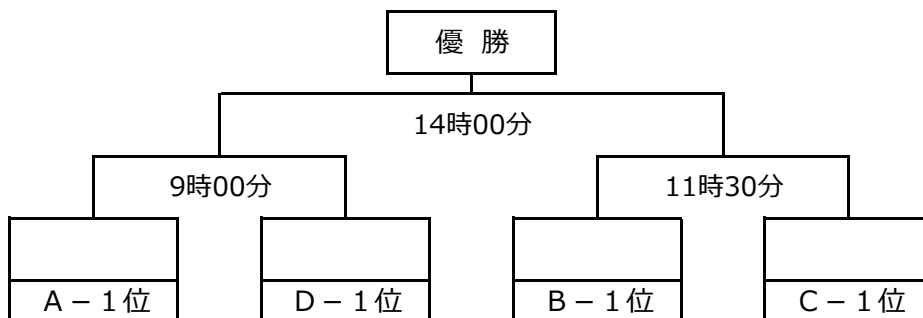 優 勝
14時00分
9時00分
11時30分
A－1位
D－1位
B－1位
C－1位